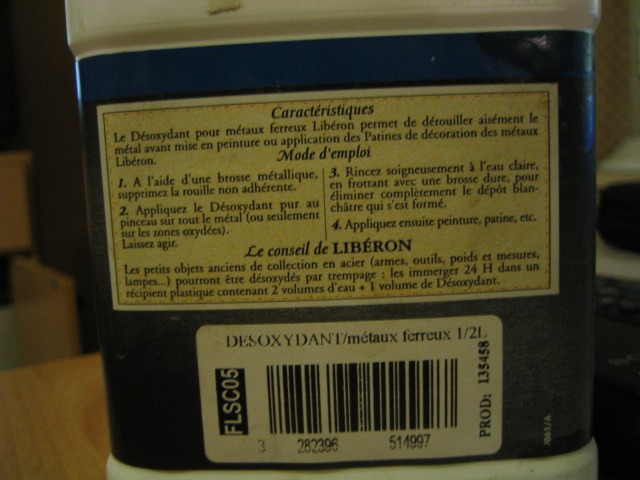 Caractéristiques
Le Désoxydant pour métaux ferreux Libéron permet de dérouiller aisément le
métal avant mise en peinture ou application des Patines de décoration des métaux
Libéron.
Mode d'emploi
1. A l'aide d'une brosse métallique,
supprimez la rouille non adhérente.
2. Appliquez le Désoxydant pur au
pinceau sur tout le métal (ou seulement
sur les zones oxydées).
Laissez agir.
3. Rincez soigneusement à l'eau claire,
en frottant avec une brosse dure, pour
éliminer complètement le dépôt blan-
châtre qui s'est formé.
4. Appliquez ensuite peinture, patine, etc.
Le conseil de LIBÉRON
Les petits objets anciens de collection en acier (armes, outils, poids et mesures,
lampes...) pourront être désoxydés par trempage : les immerger 24 H dans un
récipient plastique contenant 2 volumes d'eau + 1 volume de Désoxydant.
DESOXYDANT/métaux ferreux 1/2L
FLSC05
PROD: 135458
3 282396 514997